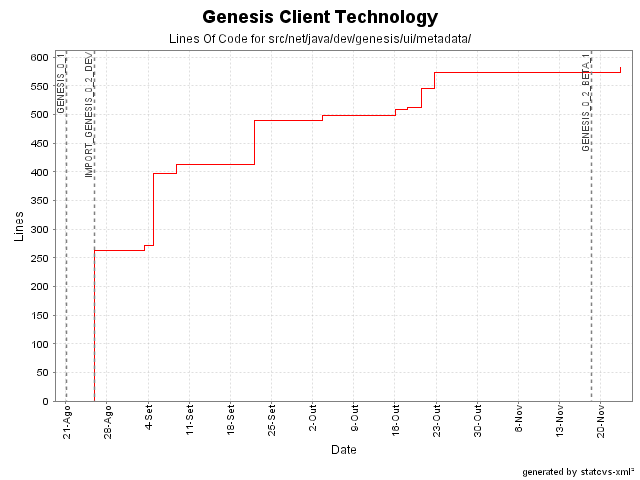 Genesis Client Technology
Lines Of Code for src/net/java/dev/genesis/ui/metadata/
GENESIS_0_1
IMPORT_GENESIS_0_2_DEV
GENESIS_0_2_BETA_1
Lines
600
550
500
450
400
350
300
250
200
150
100
50
0
21-Ago
28-Ago
4-Set
11-Set
18-Set
25-Set
2-Out
9-Out
16-Out
23-Out
30-Out
6-Nov
13-Nov
20-Nov
Date
generated by statcvs-xml²